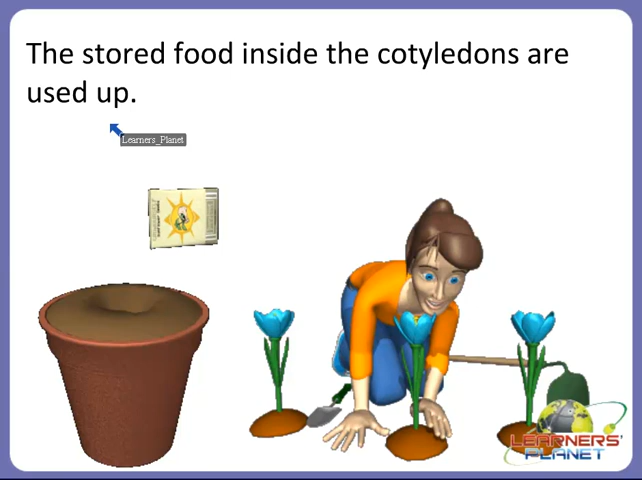 The stored food inside the cotyledons are
used up.
Learners_Planet
LEARNERS'
PLANET